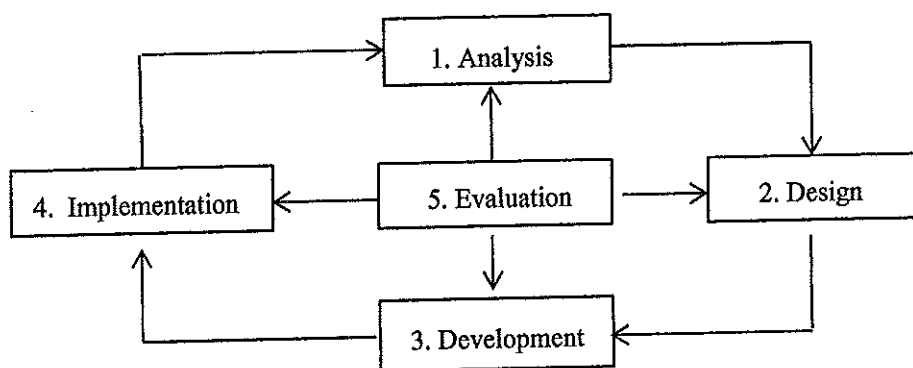 1. Analysis
4. Implementation
5. Evaluation
2. Design
3. Development